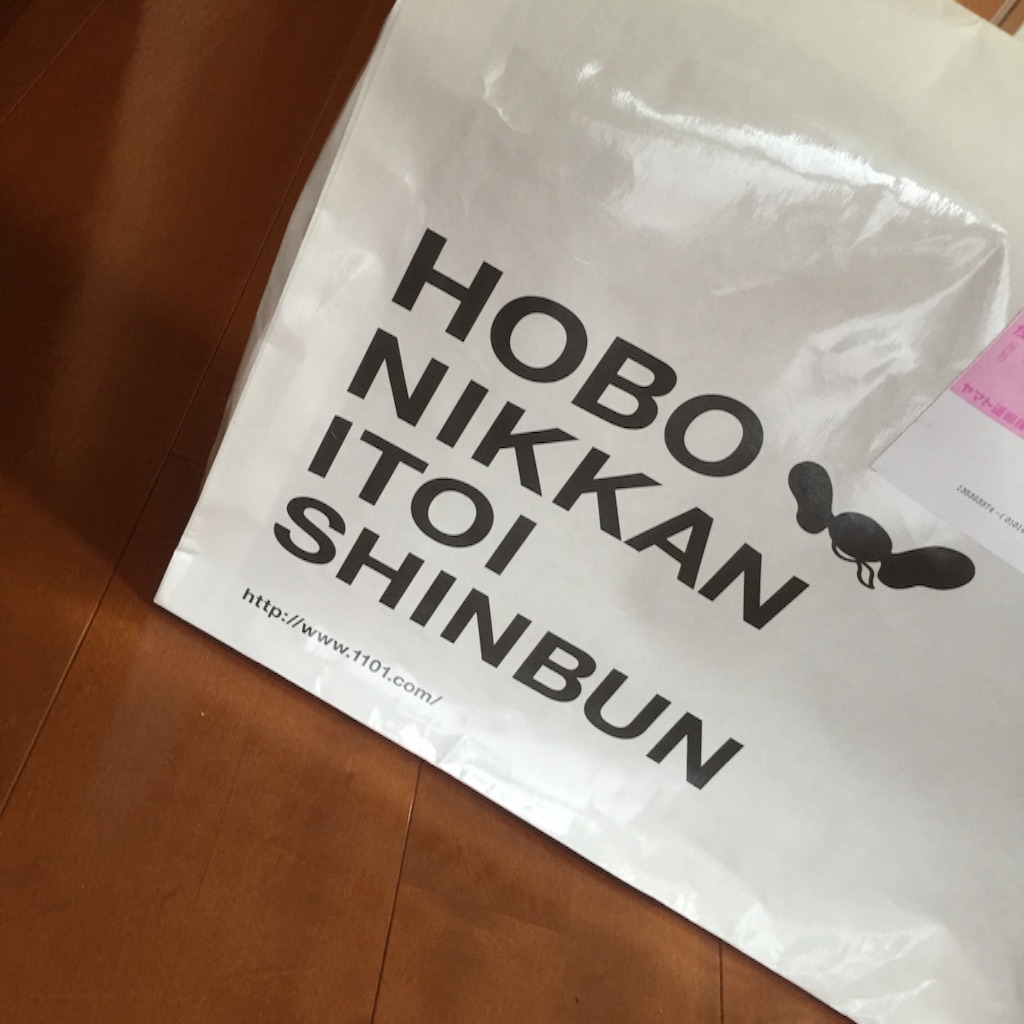 HOBO
NIKKAN
ITOI
SHINBUN
http://www.1101.com/
ヤマト運輸